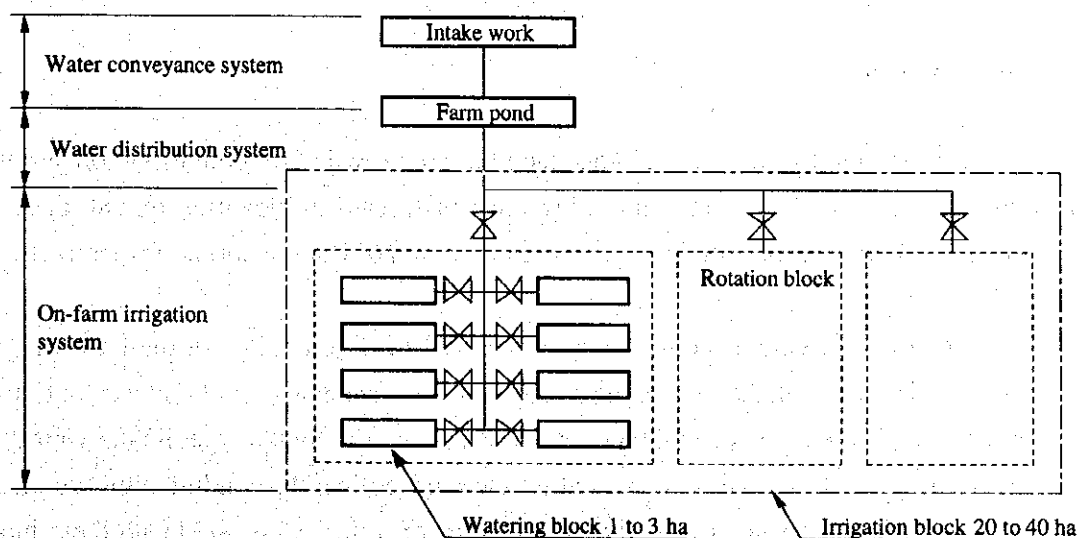 Intake work
Water conveyance system
Farm pond
Water distribution system
Rotation block
On-farm irrigation
system
Watering block 1 to 3 ha
Irrigation block 20 to 40 ha